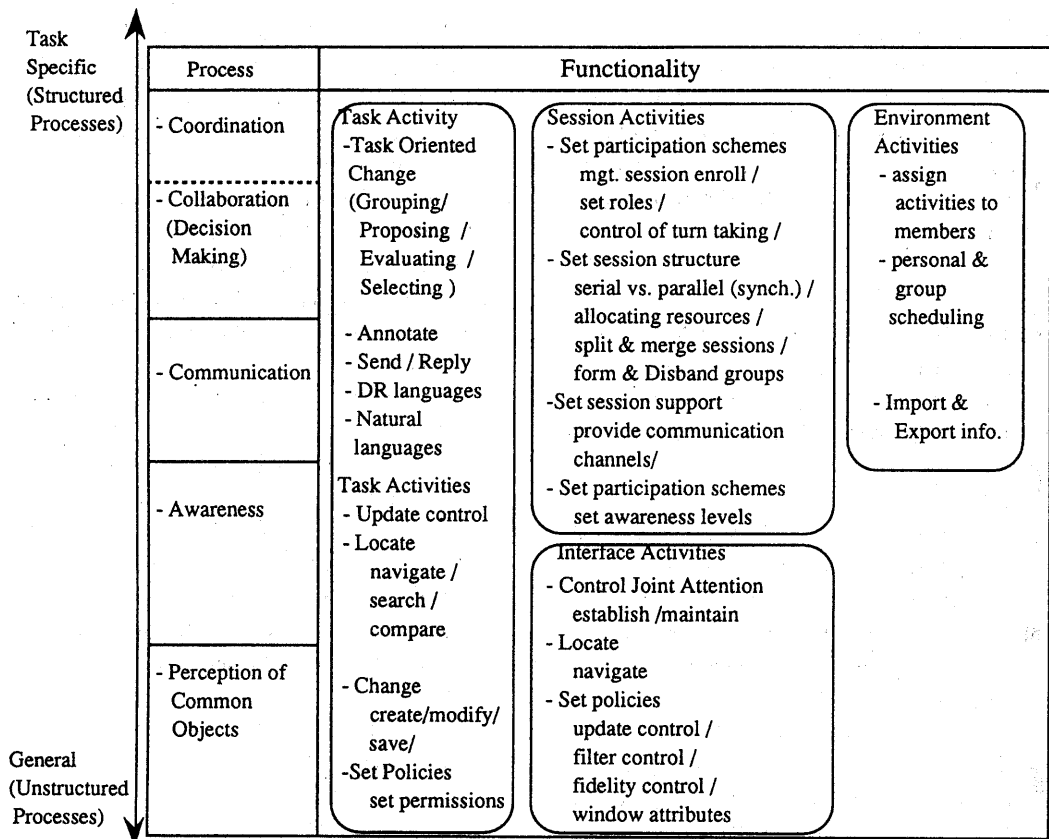 Task
Specific
(Structured
Processes)
General
(Unstructured
Processes)
Process
Functionality
- Coordination
- Collaboration
(Decision
Making)
- Communication
- Awareness
- Perception of
Common
Objects
Task Activity
-Task Oriented
Change
(Grouping/
Proposing /
Evaluating /
Selecting )
- Annotate
- Send / Reply
- DR languages
- Natural
languages
Task Activities
- Update control
- Locate
navigate /
search /
compare
- Change
create/modify/
save/
-Set Policies
set permissions
Session Activities
- Set participation schemes
mgt. session enroll /
set roles /
control of turn taking /
- Set session structure
serial vs. parallel (synch.) /
allocating resources /
split & merge sessions /
form & Disband groups
-Set session support
provide communication
channels/
- Set participation schemes
set awareness levels
Interface Activities
- Control Joint Attention
establish /maintain
- Locate
navigate
- Set policies
update control /
filter control /
fidelity control /
window attributes
Environment
Activities
- assign
activities to
members
- personal &
group
scheduling
- Import &
Export info.